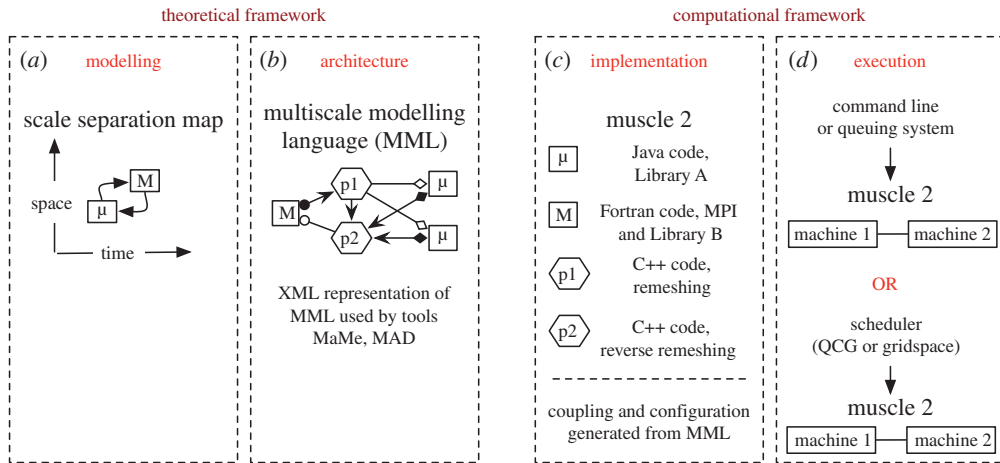 theoretical framework
computational framework
(a) modelling
scale separation map
space
M
μ
time
(b) architecture
multiscale modelling
language (MML)
p1
μ
M
p2
μ
XML representation of
MML used by tools
MaMe, MAD
(c) implementation
muscle 2
μ
Java code,
Library A
M
Fortran code, MPI
and Library B
p1
C++ code,
remeshing
p2
C++ code,
reverse remeshing
coupling and configuration
generated from MML
(d) execution
command line
or queuing system
muscle 2
machine 1
machine 2
OR
scheduler
(QCG or gridspace)
muscle 2
machine 1
machine 2